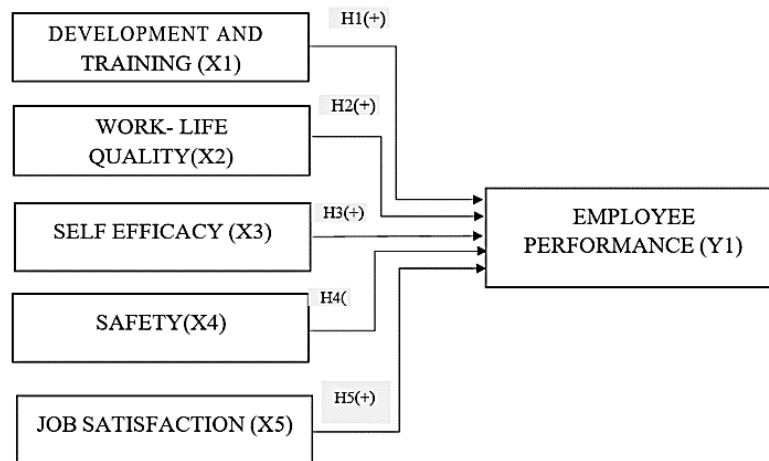 H1(+)
DEVELOPMENT AND
TRAINING (X1)
H2(+)
WORK- LIFE
QUALITY(X2)
H3(+)
SELF EFFICACY (X3)
EMPLOYEE
PERFORMANCE (Y1)
H4(
SAFETY(X4)
H5(+)
JOB SATISFACTION (X5)